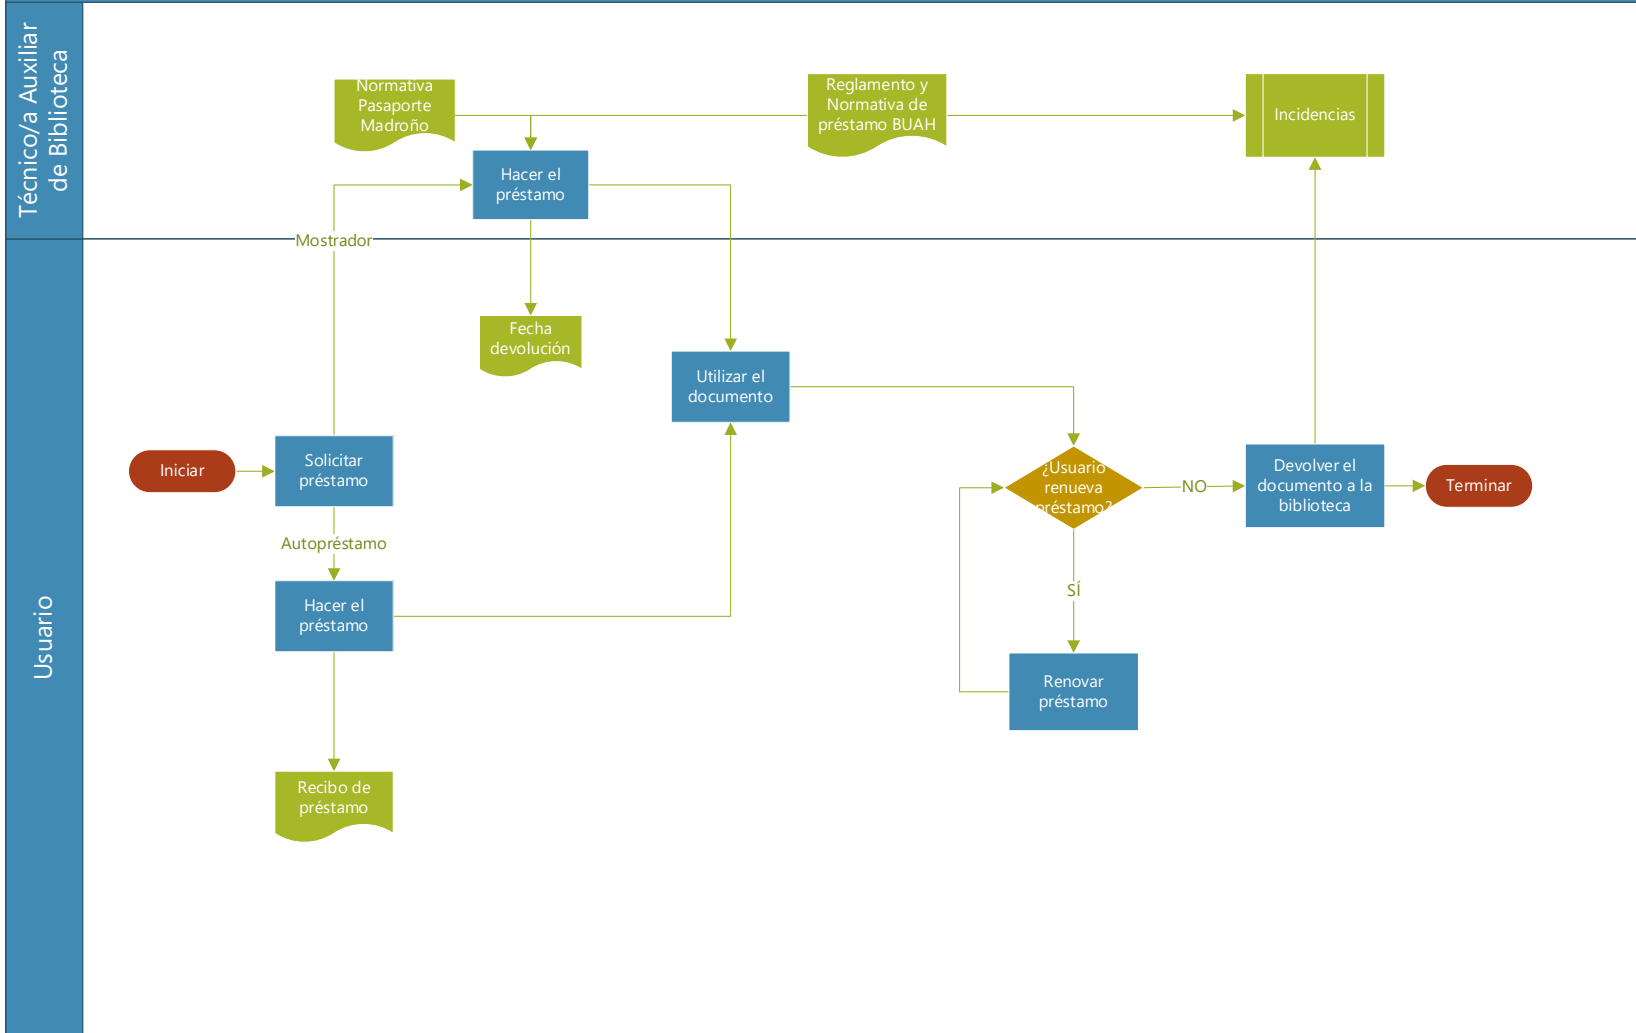 Técnico/a Auxiliar
de Biblioteca
Normativa
Pasaporte
Madroño
Reglamento y
Normativa de
préstamo BUAH
Incidencias
Hacer el
préstamo
Mostrador
Usuario
Fecha
devolución
Utilizar el
documento
Iniciar
Solicitar
préstamo
¿Usuario
renueva
préstamo?
NO
Devolver el
documento a la
biblioteca
Terminar
Autopréstamo
Hacer el
préstamo
SÍ
Renovar
préstamo
Recibo de
préstamo